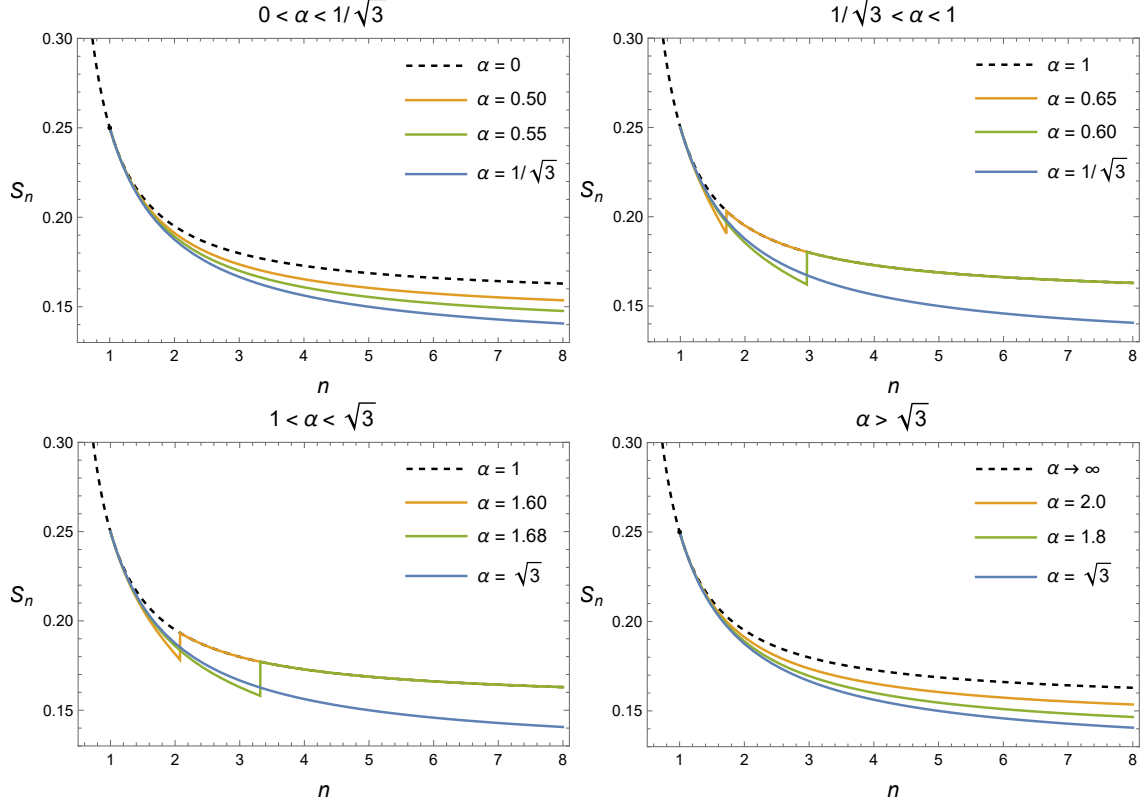 0 < α < 1/√3
0.30
0.25
0.20
0.15
Sn
1 2 3 4 5 6 7 8
n
α = 0
α = 0.50
α = 0.55
α = 1/√3
1/√3 < α < 1
0.30
0.25
0.20
0.15
Sn
1 2 3 4 5 6 7 8
n
α = 1
α = 0.65
α = 0.60
α = 1/√3
1 < α < √3
0.30
0.25
0.20
0.15
Sn
1 2 3 4 5 6 7 8
n
α = 1
α = 1.60
α = 1.68
α = √3
α > √3
0.30
0.25
0.20
0.15
Sn
1 2 3 4 5 6 7 8
n
α → ∞
α = 2.0
α = 1.8
α = √3